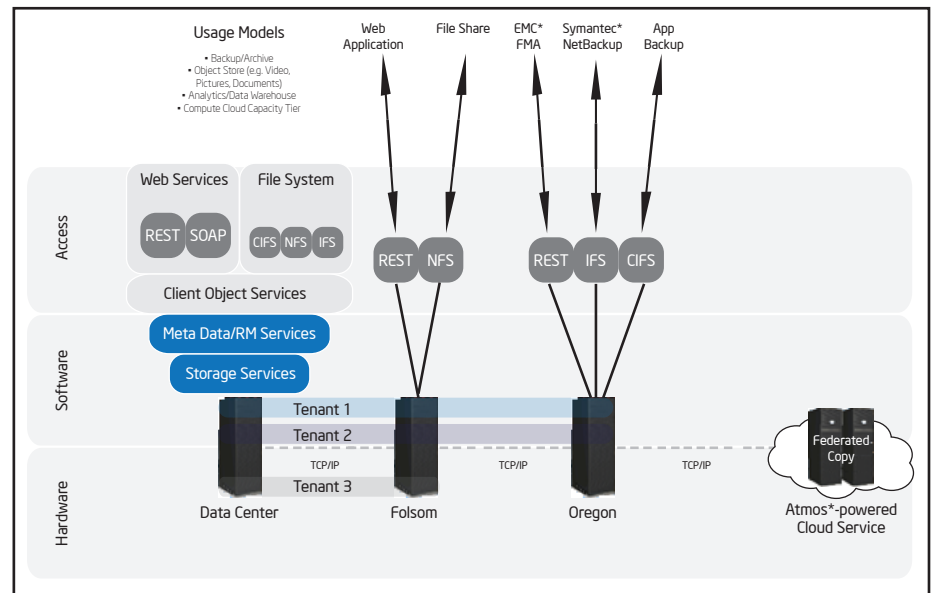 Usage Models
• Backup/Archive
• Object Store (e.g. Video,
Pictures, Documents)
• Analytics/Data Warehouse
• Compute Cloud Capacity Tier
Web
Application
File Share
EMC*
FMA
Symantec*
NetBackup
App
Backup
Access
Web Services
File System
REST
SOAP
CIFS
NFS
IFS
REST
NFS
REST
IFS
CIFS
Client Object Services
Software
Meta Data/RM Services
Storage Services
Tenant 1
Tenant 2
Hardware
TCP/IP
TCP/IP
TCP/IP
Tenant 3
Federated
Copy
Data Center
Folsom
Oregon
Atmos*-powered
Cloud Service